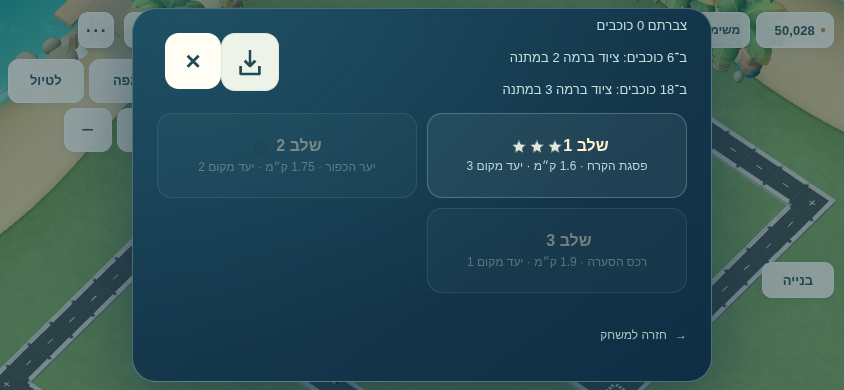 צברתם 0 כוכבים
ב־6 כוכבים: ציוד ברמה 2 במתנה
ב־18 כוכבים: ציוד ברמה 3 במתנה
שלב 1
פסגת הקרח · 1.6 ק״מ · יעד מקום 3
שלב 2
יער הכפור · 1.75 ק״מ · יעד מקום 2
שלב 3
רכס הסערה · 1.9 ק״מ · יעד מקום 1
חזרה למשחק →
50,028
לטיול
בנייה